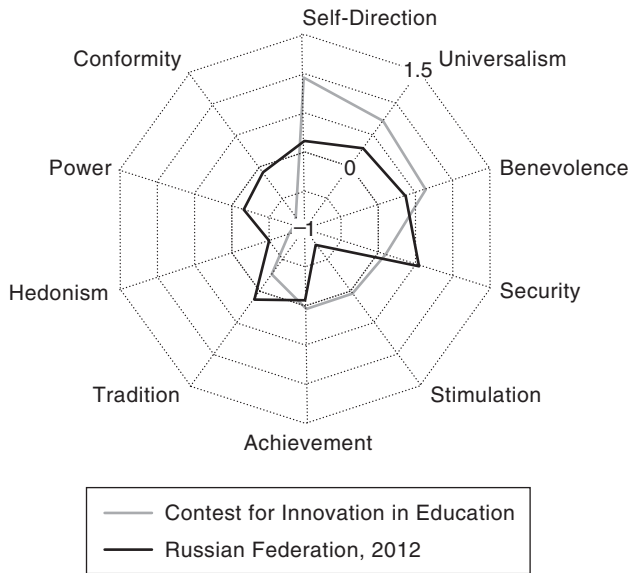 Self-Direction
Conformity
Universalism
1.5
Power
0
Benevolence
–1
Hedonism
Security
Tradition
Stimulation
Achievement
Contest for Innovation in Education
Russian Federation, 2012